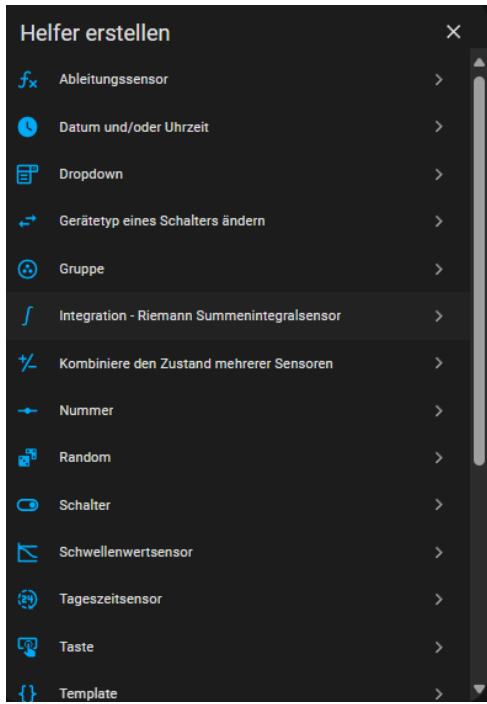 Helfer erstellen
Ableitungssensor
Datum und/oder Uhrzeit
Dropdown
Gerätetyp eines Schalters ändern
Gruppe
Integration - Riemann Summenintegralsensor
Kombiniere den Zustand mehrerer Sensoren
Nummer
Random
Schalter
Schwellenwertsensor
Tageszeitsensor
Taste
Template